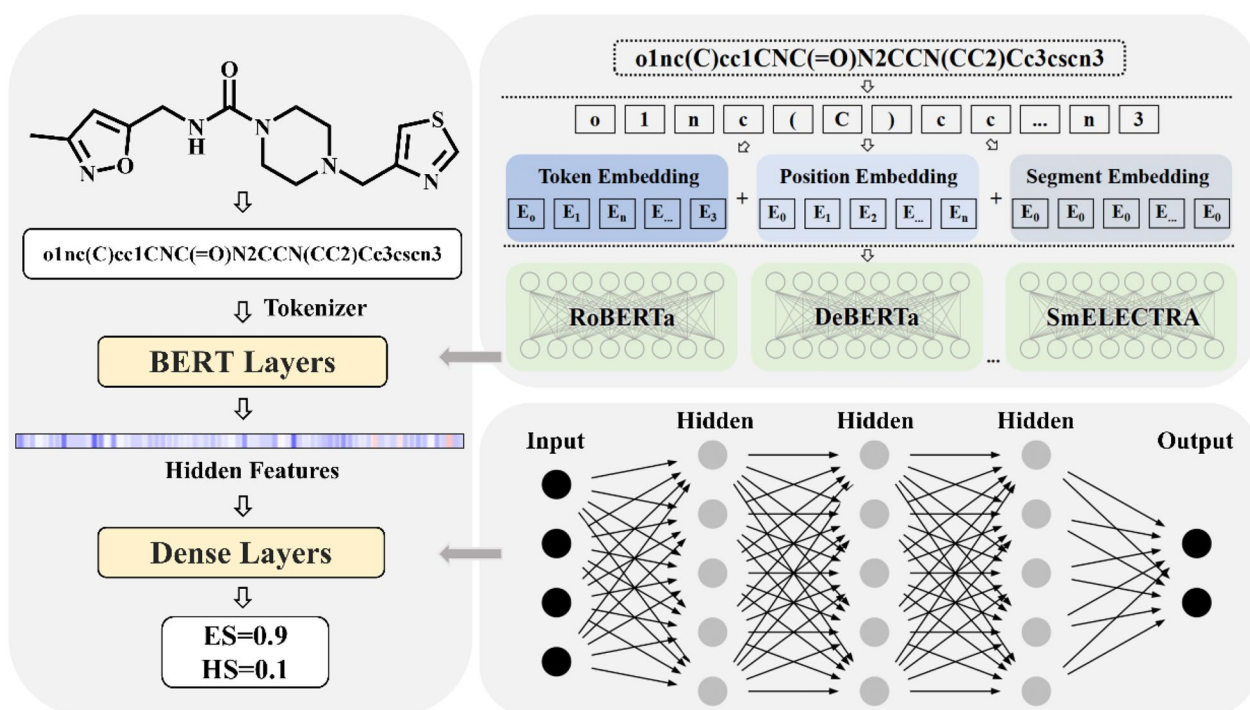 O
N
H
N
N
O
N
S
N
o1nc(C)cc1CNC(=O)N2CCN(CC2)Cc3cscn3
Tokenizer
BERT Layers
Hidden Features
Dense Layers
ES=0.9
HS=0.1
o1nc(C)cc1CNC(=O)N2CCN(CC2)Cc3cscn3
o 1 n c ( C ) c c ... n 3
Token Embedding + Position Embedding + Segment Embedding
Eo E1 En E... E3 E0 E1 E2 E... En E0 E0 E0 E... E0
RoBERTa DeBERTa ... SmELECTRA
Input Hidden Hidden Hidden Output